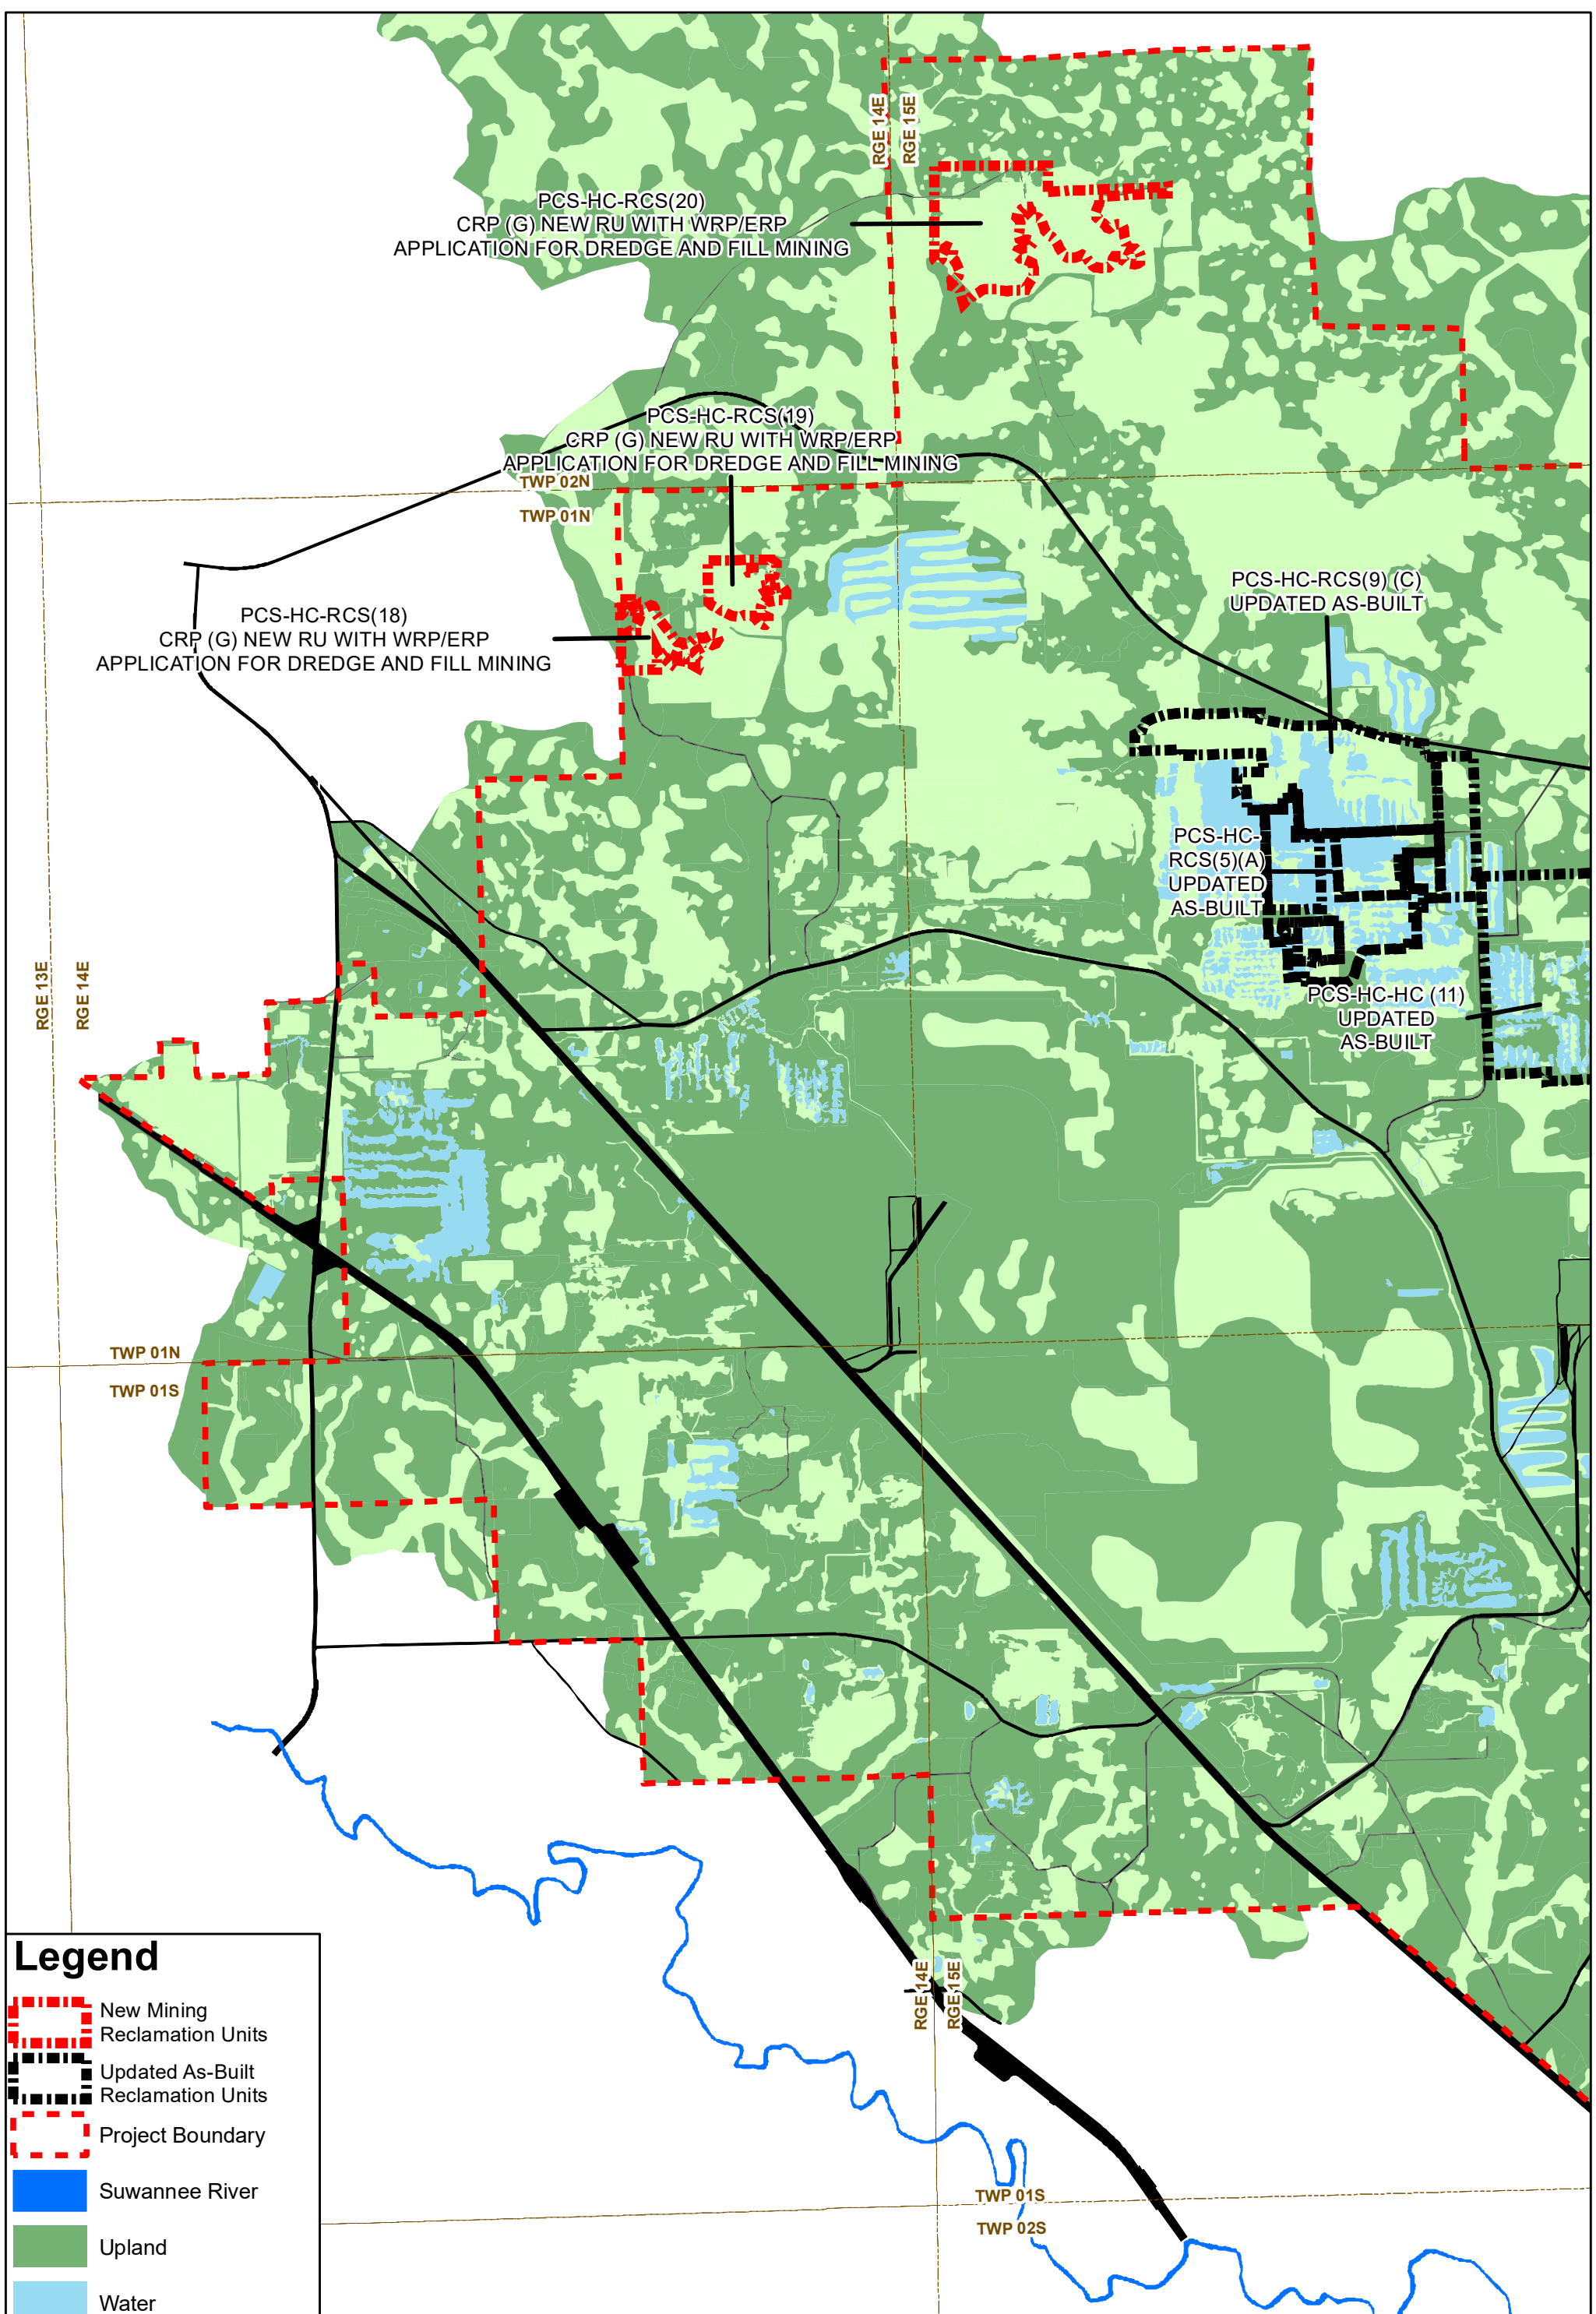 RGE 14E
RGE 15E
PCS-HC-RCS(20)
CRP (G) NEW RU WITH WRP/ERP
APPLICATION FOR DREDGE AND FILL MINING
PCS-HC-RCS(19)
CRP (G) NEW RU WITH WRP/ERP
APPLICATION FOR DREDGE AND FILL MINING
TWP 02N
TWP 01N
PCS-HC-RCS(9) (C)
UPDATED AS-BUILT
PCS-HC-RCS(18)
CRP (G) NEW RU WITH WRP/ERP
APPLICATION FOR DREDGE AND FILL MINING
PCS-HC-
RCS(5)(A)
UPDATED
AS-BUILT
RGE 13E
RGE 14E
PCS-HC-HC (11)
UPDATED
AS-BUILT
TWP 01N
TWP 01S
RGE 14E
RGE 15E
TWP 01S
TWP 02S
Legend
New Mining
Reclamation Units
Updated As-Built
Reclamation Units
Project Boundary
Suwannee River
Upland
Water